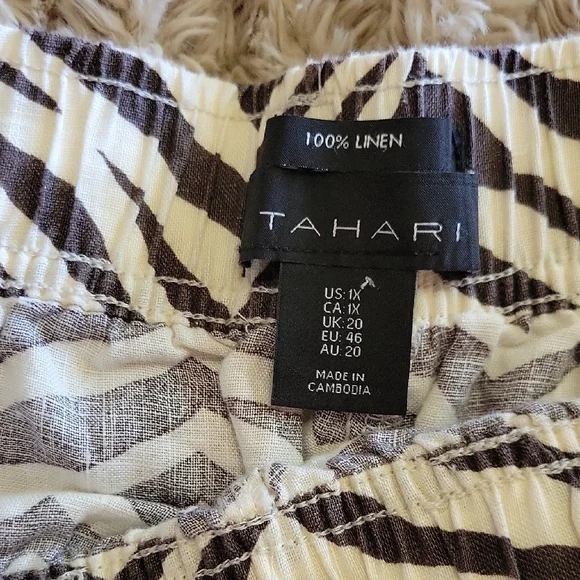 100% LINEN
TAHARI
US: 1X
CA: 1X
UK: 20
EU: 46
AU: 20
MADE IN
CAMBODIA